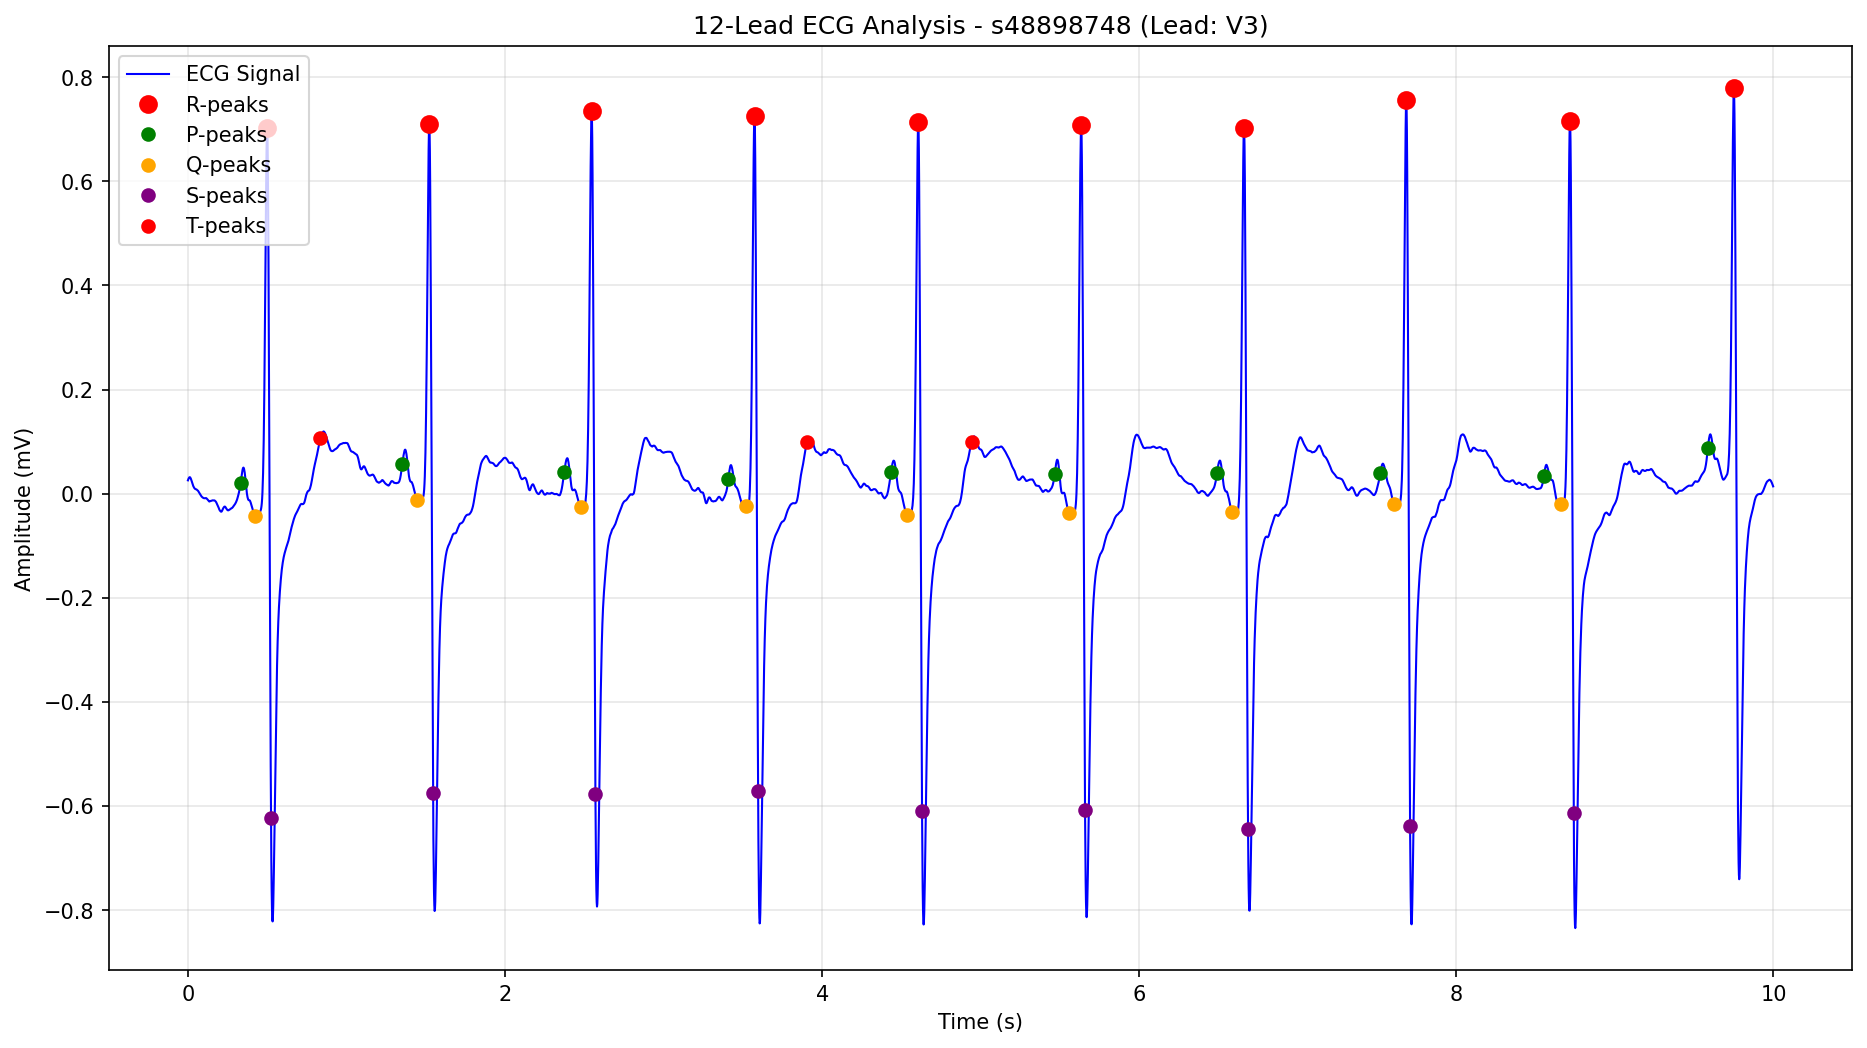 12-Lead ECG Analysis - s48898748 (Lead: V3)
ECG Signal
R-peaks
P-peaks
Q-peaks
S-peaks
T-peaks
Amplitude (mV)
0.8
0.6
0.4
0.2
0.0
−0.2
−0.4
−0.6
−0.8
0 2 4 6 8 10
Time (s)